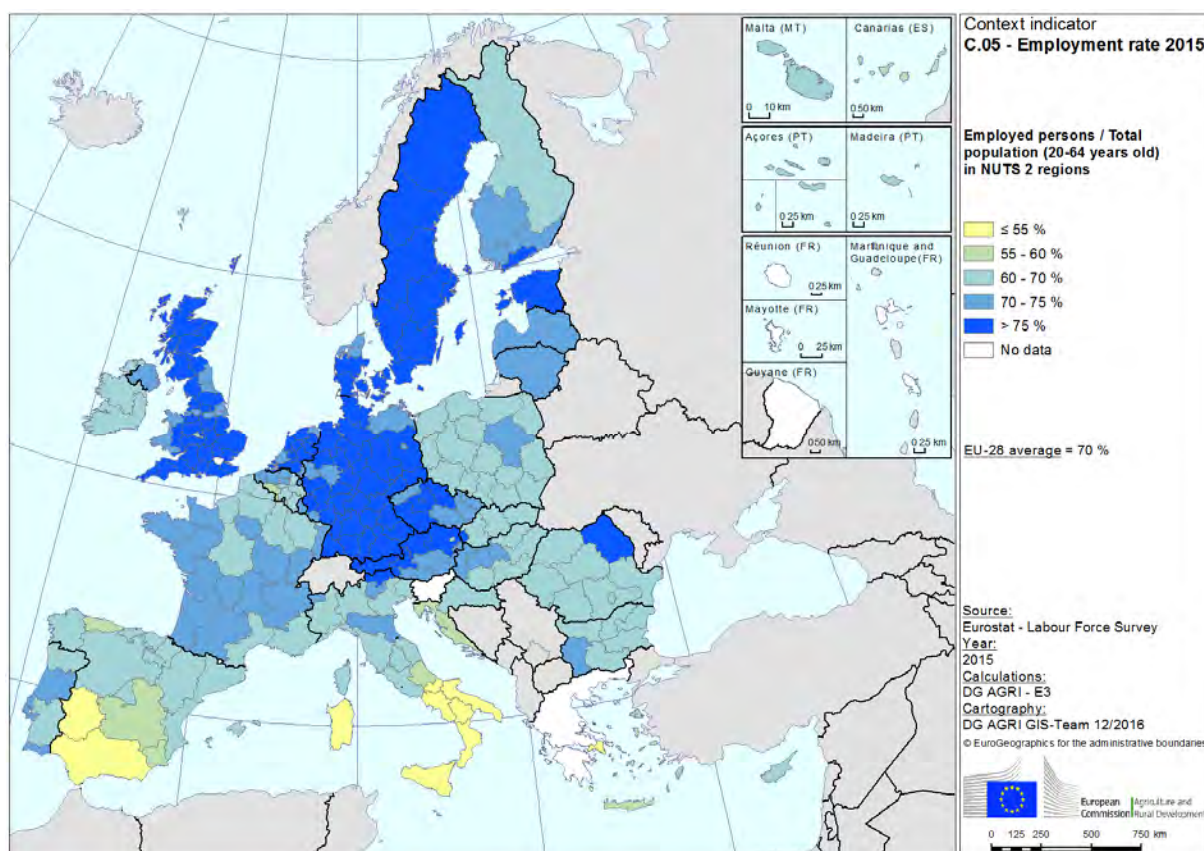 Malta (MT)
0 10 km
Canarias (ES)
0 50 km
Açores (PT)
0 25 km
Madeira (PT)
0 25 km
Réunion (FR)
0 25 km
Mayotte (FR)
0 25 km
Guyane (FR)
0 50 km
Martinique and
Guadeloupe(FR)
0 25 km
Context indicator
C.05 - Employment rate 2015
Employed persons / Total
population (20-64 years old)
in NUTS 2 regions
≤ 55 %
55 - 60 %
60 - 70 %
70 - 75 %
> 75 %
No data
EU-28 average = 70 %
Source:
Eurostat - Labour Force Survey
Year:
2015
Calculations:
DG AGRI - E3
Cartography:
DG AGRI GIS-Team 12/2016
© EuroGeographics for the administrative boundaries
European
Commission
Agriculture and
Rural Development
0 125 250 500 750 km